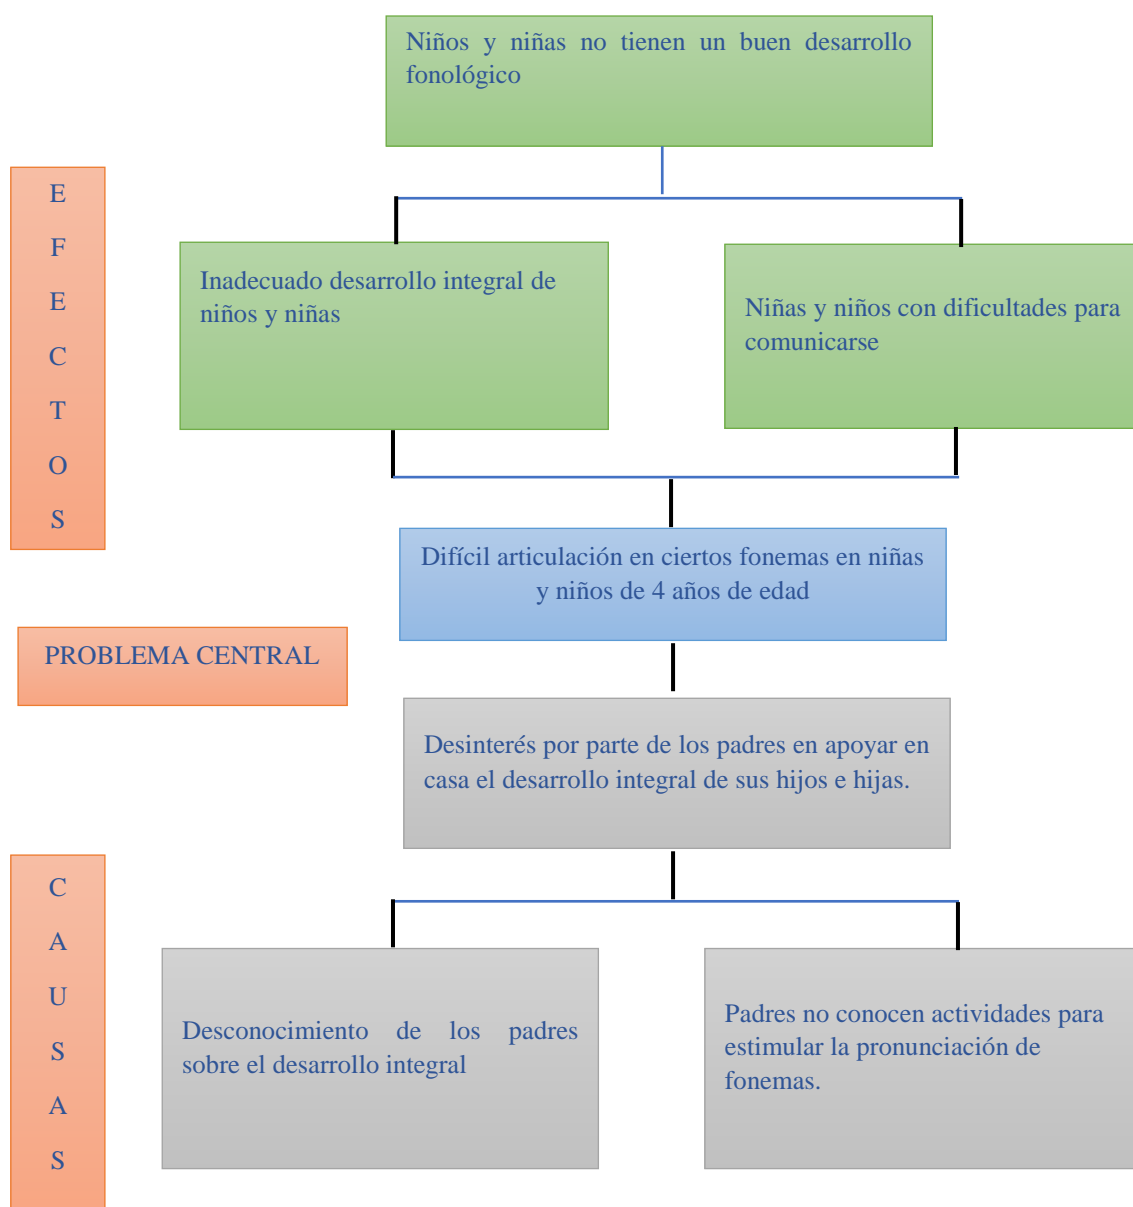 Niños y niñas no tienen un buen desarrollo
fonológico
E
F
E
C
T
O
S
Inadecuado desarrollo integral de
niños y niñas
Niñas y niños con dificultades para
comunicarse
Difícil articulación en ciertos fonemas en niñas
y niños de 4 años de edad
PROBLEMA CENTRAL
Desinterés por parte de los padres en apoyar en
casa el desarrollo integral de sus hijos e hijas.
C
A
U
S
A
S
Desconocimiento de los padres
sobre el desarrollo integral
Padres no conocen actividades para
estimular la pronunciación de
fonemas.